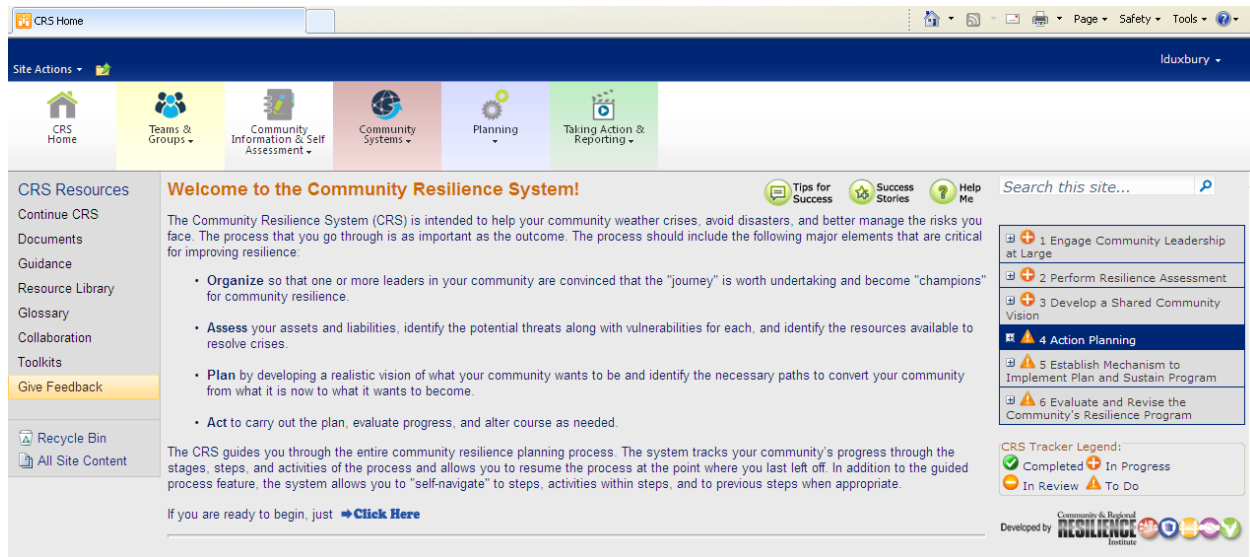 CRS Home
Page
Safety
Tools
Site Actions
lduxbury
CRS
Home
Teams &
Groups
Community
Information & Self
Assessment
Community
Systems
Planning
Taking Action &
Reporting
CRS Resources
Continue CRS
Documents
Guidance
Resource Library
Glossary
Collaboration
Toolkits
Give Feedback
Recycle Bin
All Site Content
Welcome to the Community Resilience System!
Tips for
Success
Success
Stories
Help
Me
The Community Resilience System (CRS) is intended to help your community weather crises, avoid disasters, and better manage the risks you
face. The process that you go through is as important as the outcome. The process should include the following major elements that are critical
for improving resilience:
• Organize so that one or more leaders in your community are convinced that the "journey" is worth undertaking and become "champions"
for community resilience.
• Assess your assets and liabilities, identify the potential threats along with vulnerabilities for each, and identify the resources available to
resolve crises.
• Plan by developing a realistic vision of what your community wants to be and identify the necessary paths to convert your community
from what it is now to what it wants to become.
• Act to carry out the plan, evaluate progress, and alter course as needed.
The CRS guides you through the entire community resilience planning process. The system tracks your community's progress through the
stages, steps, and activities of the process and allows you to resume the process at the point where you last left off. In addition to the guided
process feature, the system allows you to "self-navigate" to steps, activities within steps, and to previous steps when appropriate.
If you are ready to begin, just ➡Click Here
Search this site...
1 Engage Community Leadership
at Large
2 Perform Resilience Assessment
3 Develop a Shared Community
Vision
4 Action Planning
5 Establish Mechanism to
Implement Plan and Sustain Program
6 Evaluate and Revise the
Community's Resilience Program
CRS Tracker Legend:
Completed In Progress
In Review To Do
Developed by
Community & Regional
RESILIENCE
Institute